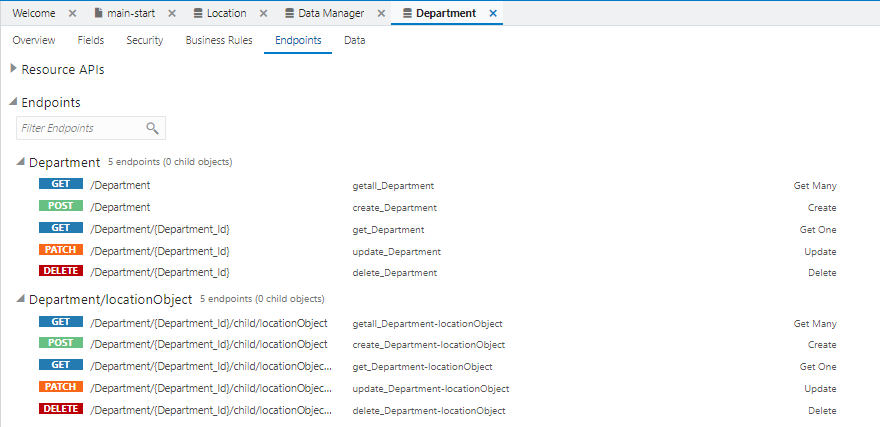 Welcome main-start Location Data Manager Department
Overview Fields Security Business Rules Endpoints Data
Resource APIs
Endpoints
Filter Endpoints
Department 5 endpoints (0 child objects)
GET /Department getall_Department Get Many
POST /Department create_Department Create
GET /Department/{Department_Id} get_Department Get One
PATCH /Department/{Department_Id} update_Department Update
DELETE /Department/{Department_Id} delete_Department Delete
Department/locationObject 5 endpoints (0 child objects)
GET /Department/{Department_Id}/child/locationObject getall_Department-locationObject Get Many
POST /Department/{Department_Id}/child/locationObject create_Department-locationObject Create
GET /Department/{Department_Id}/child/locationObjec... get_Department-locationObject Get One
PATCH /Department/{Department_Id}/child/locationObjec... update_Department-locationObject Update
DELETE /Department/{Department_Id}/child/locationObjec... delete_Department-locationObject Delete